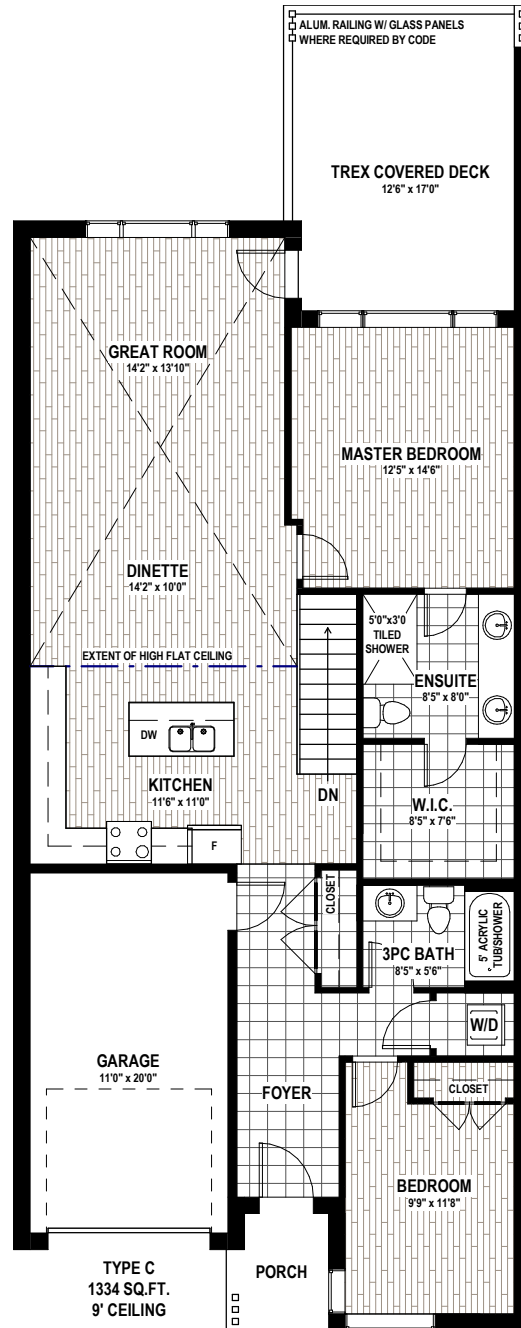 ALUM. RAILING W/ GLASS PANELS
WHERE REQUIRED BY CODE
TREX COVERED DECK
12'6" x 17'0"
GREAT ROOM
14'2" x 13'10"
MASTER BEDROOM
12'5" x 14'6"
DINETTE
14'2" x 10'0"
5'0"x3'0
TILED
SHOWER
EXTENT OF HIGH FLAT CEILING
ENSUITE
8'5" x 8'0"
DW
KITCHEN
11'6" x 11'0"
DN
W.I.C.
8'5" x 7'6"
F
CLOSET
3PC BATH
8'5" x 5'6"
5' ACRYLIC
TUB/SHOWER
W/D
GARAGE
11'0" x 20'0"
FOYER
CLOSET
BEDROOM
9'9" x 11'8"
TYPE C
1334 SQ.FT.
9' CEILING
PORCH